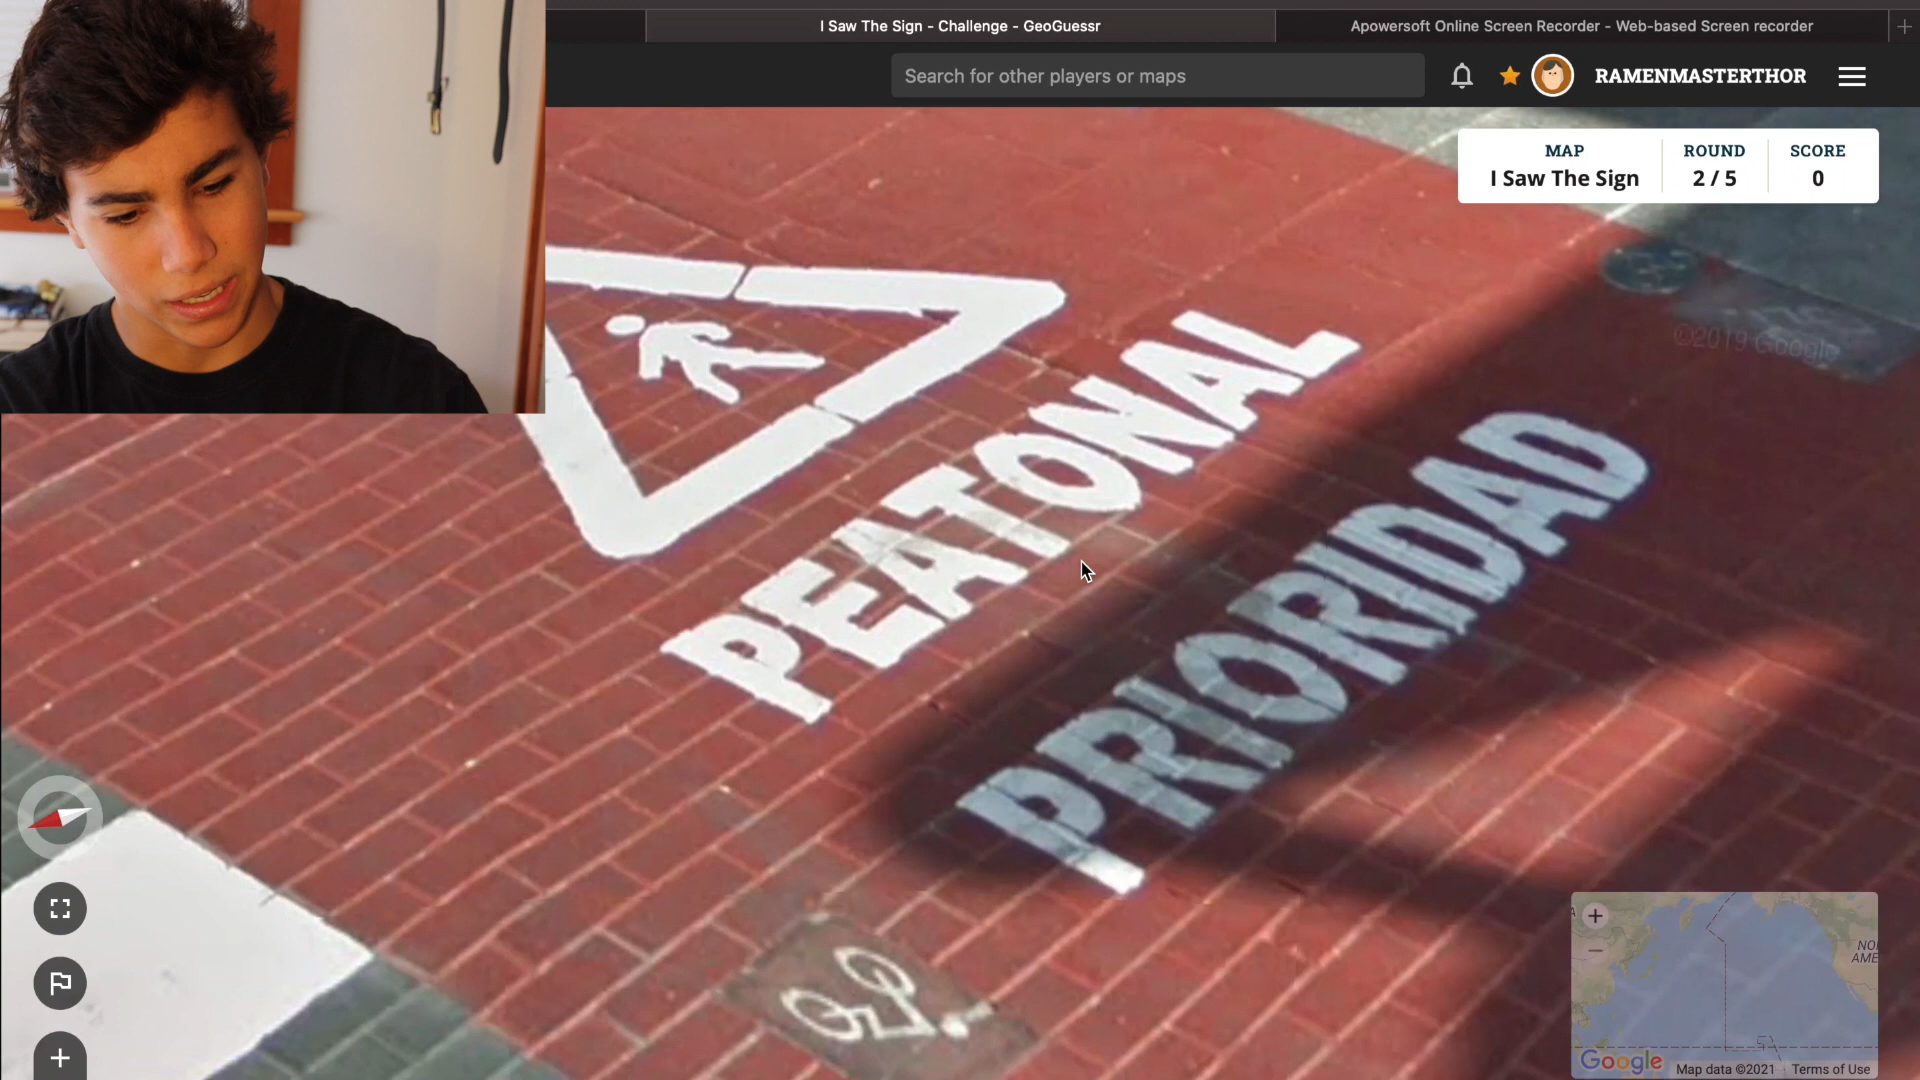 I Saw The Sign - Challenge - GeoGuessr
Apowersoft Online Screen Recorder - Web-based Screen recorder
Search for other players or maps
RAMENMASTERTHOR
MAP
I Saw The Sign
ROUND
2 / 5
SCORE
0
©2019 Google
PEATONAL
PRIORIDAD
Google
Map data ©2021
Terms of Use